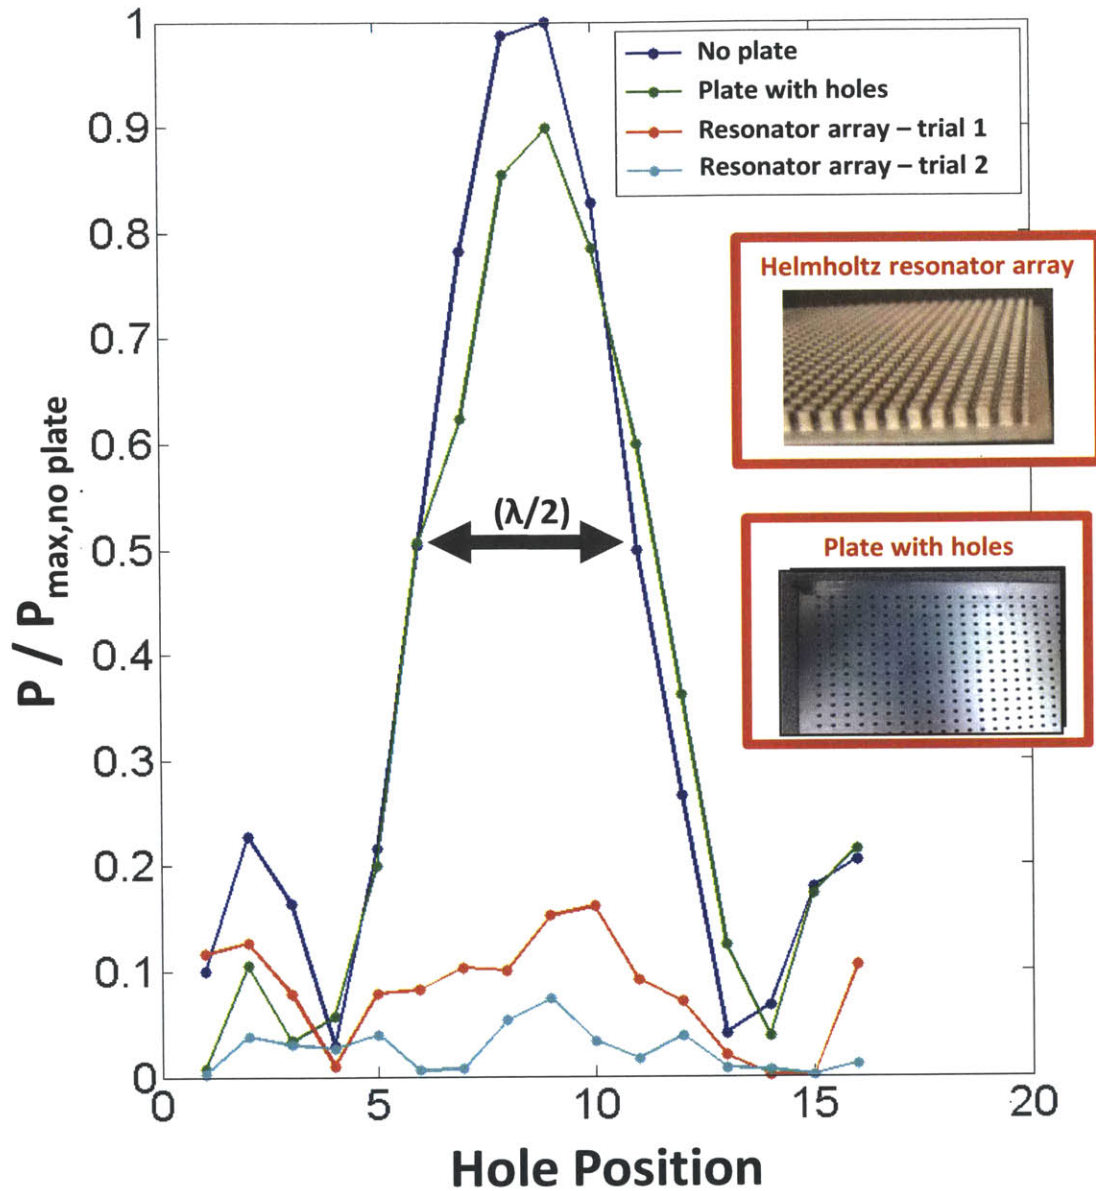 No plate
Plate with holes
Resonator array – trial 1
Resonator array – trial 2
Helmholtz resonator array
Plate with holes
(λ/2)
P / Pmax,no plate
1
0.9
0.8
0.7
0.6
0.5
0.4
0.3
0.2
0.1
0
0
5
10
15
20
Hole Position